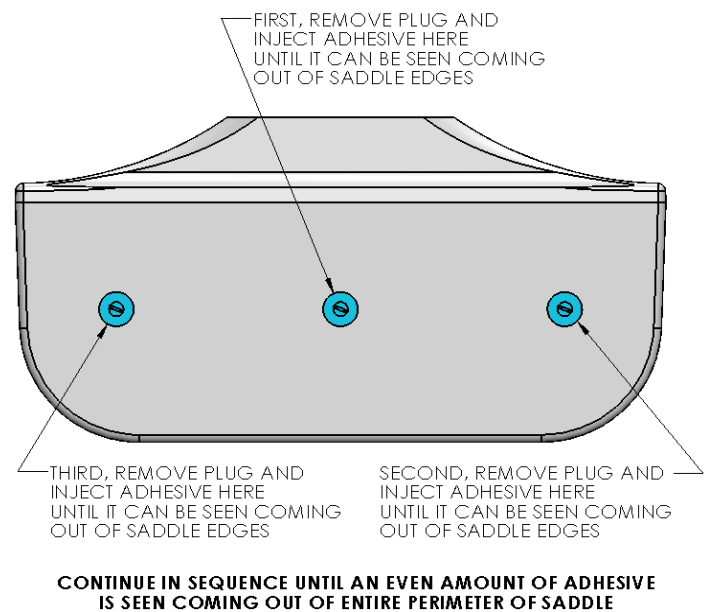 FIRST, REMOVE PLUG AND
INJECT ADHESIVE HERE
UNTIL IT CAN BE SEEN COMING
OUT OF SADDLE EDGES
THIRD, REMOVE PLUG AND
INJECT ADHESIVE HERE
UNTIL IT CAN BE SEEN COMING
OUT OF SADDLE EDGES
SECOND, REMOVE PLUG AND
INJECT ADHESIVE HERE
UNTIL IT CAN BE SEEN COMING
OUT OF SADDLE EDGES
CONTINUE IN SEQUENCE UNTIL AN EVEN AMOUNT OF ADHESIVE
IS SEEN COMING OUT OF ENTIRE PERIMETER OF SADDLE